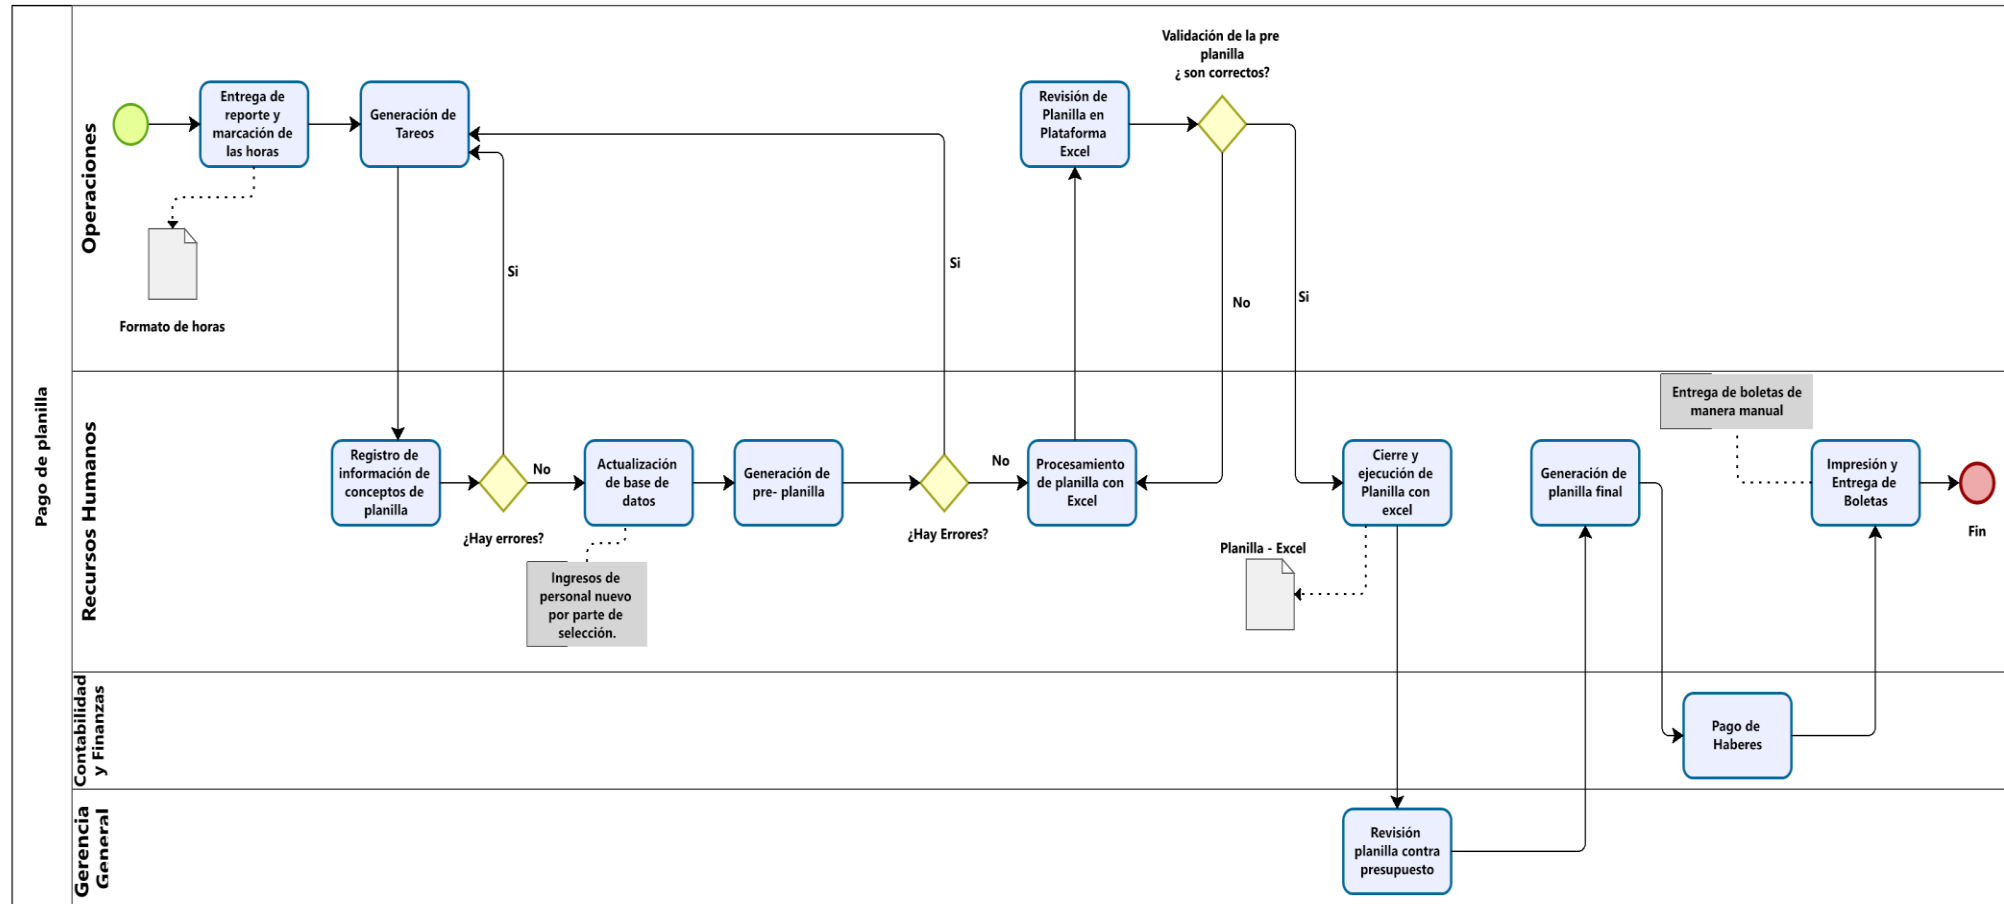 Pago de planilla
Operaciones
Entrega de
reporte y
marcación de
las horas
Formato de horas
Generación de
Tareos
Si
Si
Revisión de
Planilla en
Plataforma
Excel
Validación de la pre
planilla
¿ son correctos?
No
Si
Recursos Humanos
Registro de
información de
conceptos de
planilla
¿Hay errores?
No
Actualización
de base de
datos
Ingresos de
personal nuevo
por parte de
selección.
Generación de
pre- planilla
¿Hay Errores?
No
Procesamiento
de planilla con
Excel
Planilla - Excel
Cierre y
ejecución de
Planilla con
excel
Generación de
planilla final
Entrega de boletas de
manera manual
Impresión y
Entrega de
Boletas
Fin
Contabilidad
y Finanzas
Pago de
Haberes
Gerencia
General
Revisión
planilla contra
presupuesto